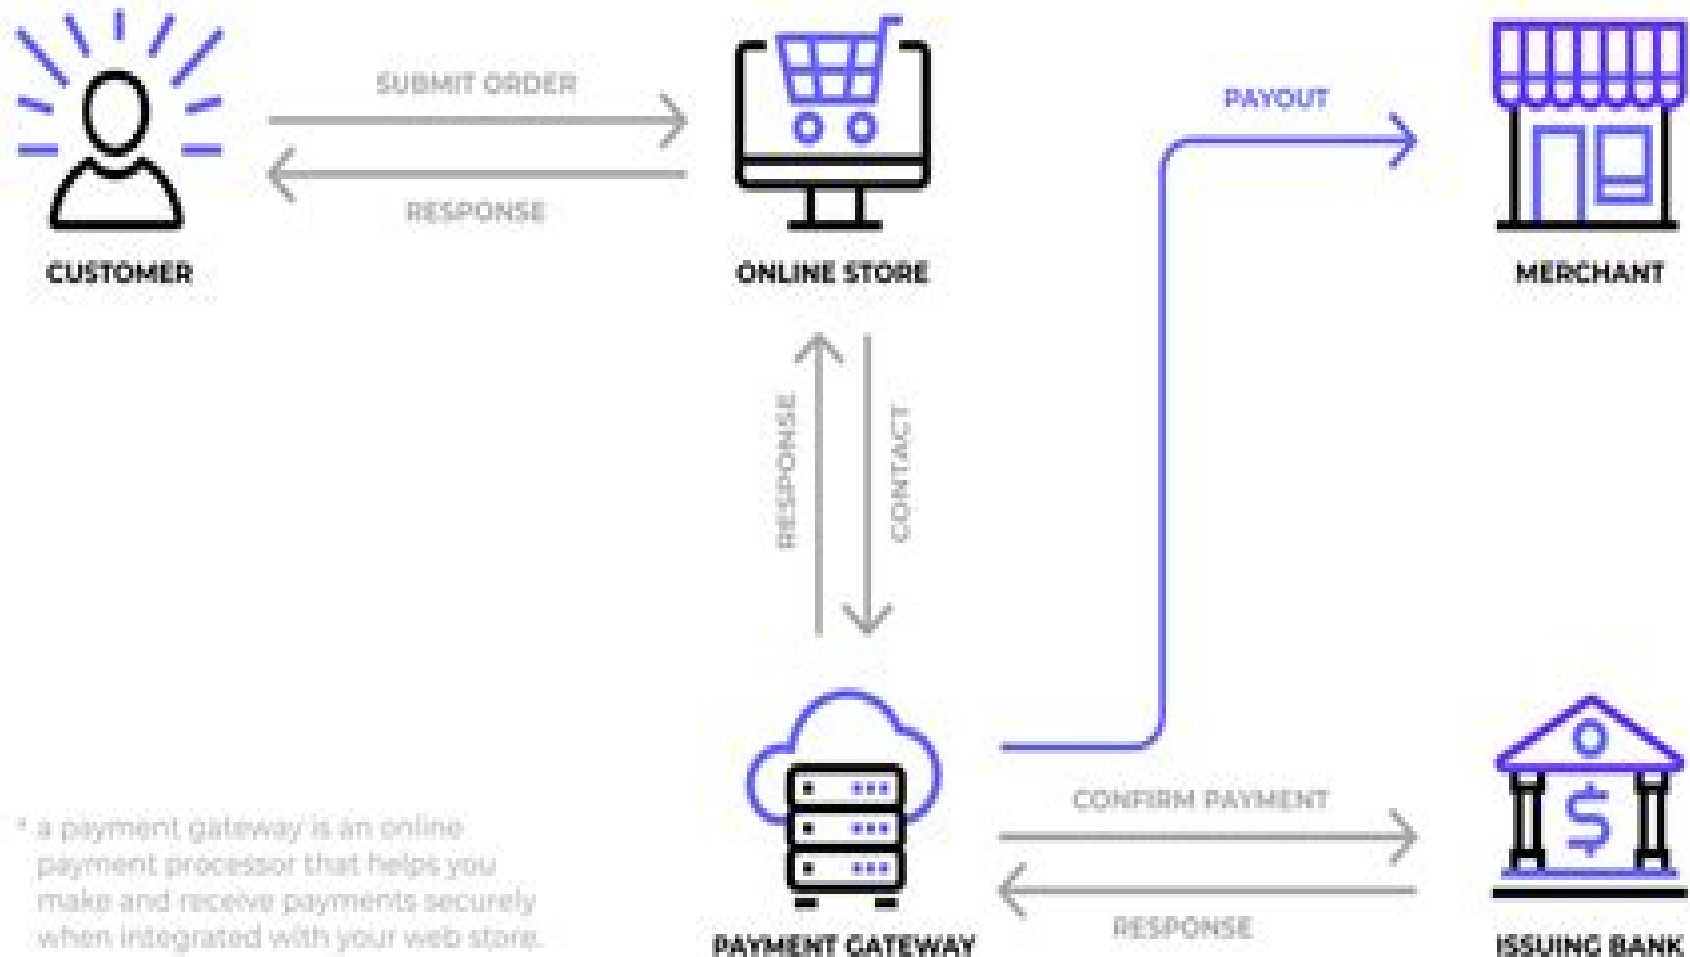 SUBMIT ORDER
RESPONSE
PAYOUT
CUSTOMER
ONLINE STORE
MERCHANT
RESPONSE
CONTACT
CONFIRM PAYMENT
RESPONSE
* a payment gateway is an online
payment processor that helps you
make and receive payments securely
when integrated with your web store.
PAYMENT GATEWAY
ISSUING BANK